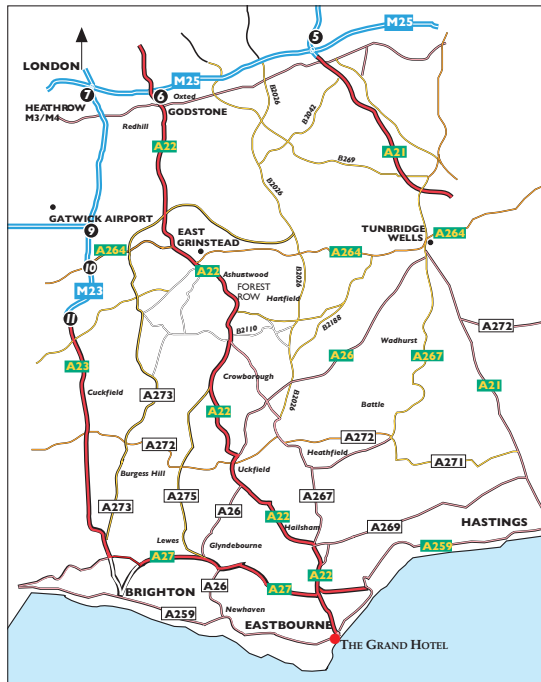 5
M25
LONDON
M25
B2026
7
6
Oxted
HEATHROW
M3/M4
GODSTONE
Redhill
B2042
A22
A21
B269
B2026
GATWICK AIRPORT
9
EAST
GRINSTEAD
TUNBRIDGE
WELLS
A264
A264
A264
10
A22
Ashustwood
FOREST
ROW
Hartfield
B2026
M23
11
B2110
B2188
A272
A26
Wadhurst
A267
A23
Cuckfield
A273
Crowborough
A21
A22
B2026
Battle
A272
A272
Heathfield
A271
Burgess Hill
Uckfield
A273
A275
A26
A267
A22
Hailsham
A269
HASTINGS
Lewes
Glyndebourne
A27
A259
A26
A27
A22
BRIGHTON
A259
Newhaven
EASTBOURNE
THE GRAND HOTEL